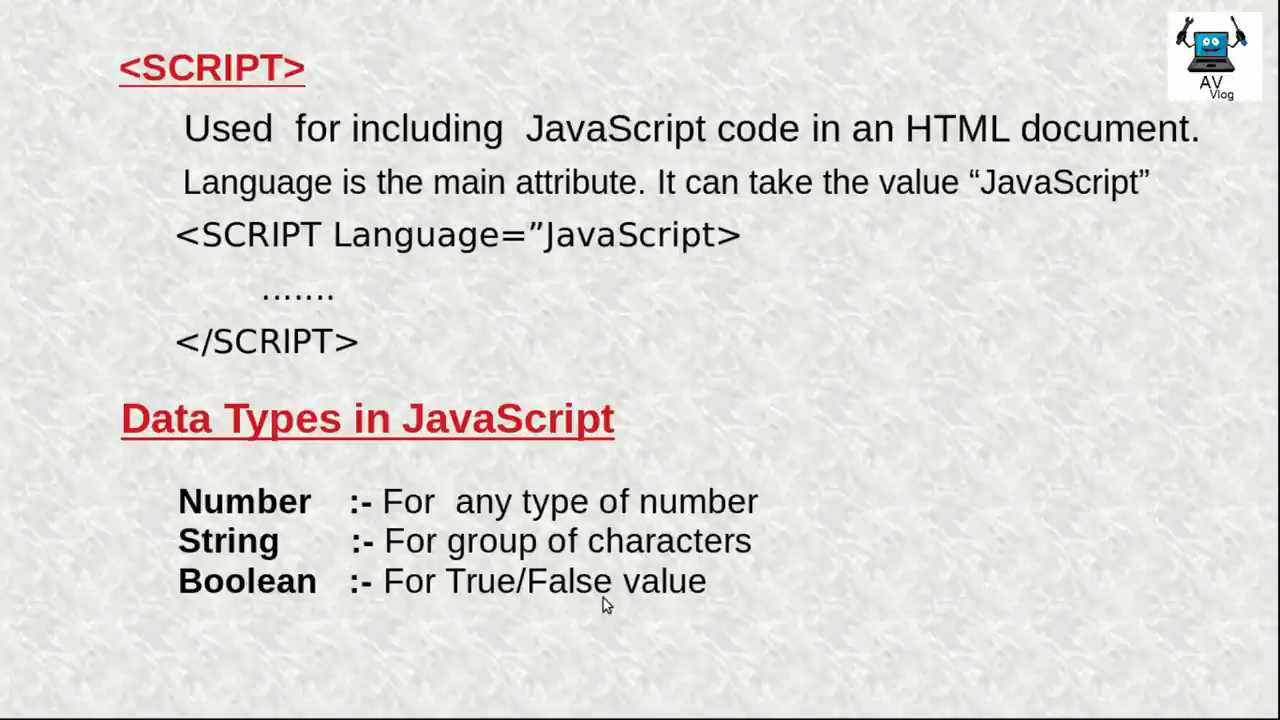 AV
Vlog
<SCRIPT>
Used for including JavaScript code in an HTML document.
Language is the main attribute. It can take the value “JavaScript”
<SCRIPT Language=”JavaScript>
.......
</SCRIPT>
Data Types in JavaScript
Number :- For any type of number
String :- For group of characters
Boolean :- For True/False value